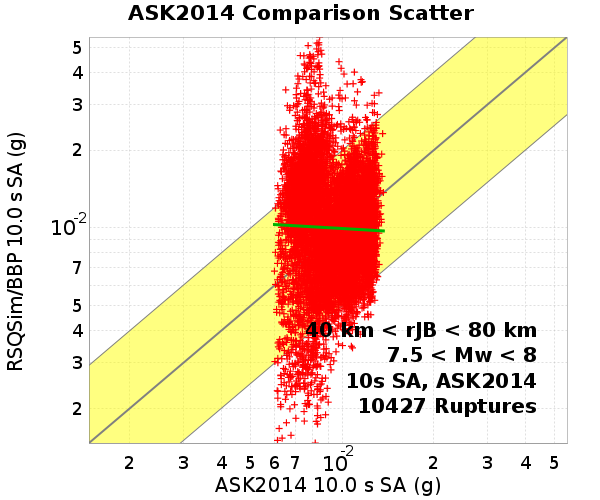 ASK2014 Comparison Scatter
RSQSim/BBP 10.0 s SA (g)
5
4
3
2
10-2
7
5
4
3
2
40 km < rJB < 80 km
7.5 < Mw < 8
10s SA, ASK2014
10427 Ruptures
2 3 4 5 6 7 10-2 2 3 4 5
ASK2014 10.0 s SA (g)